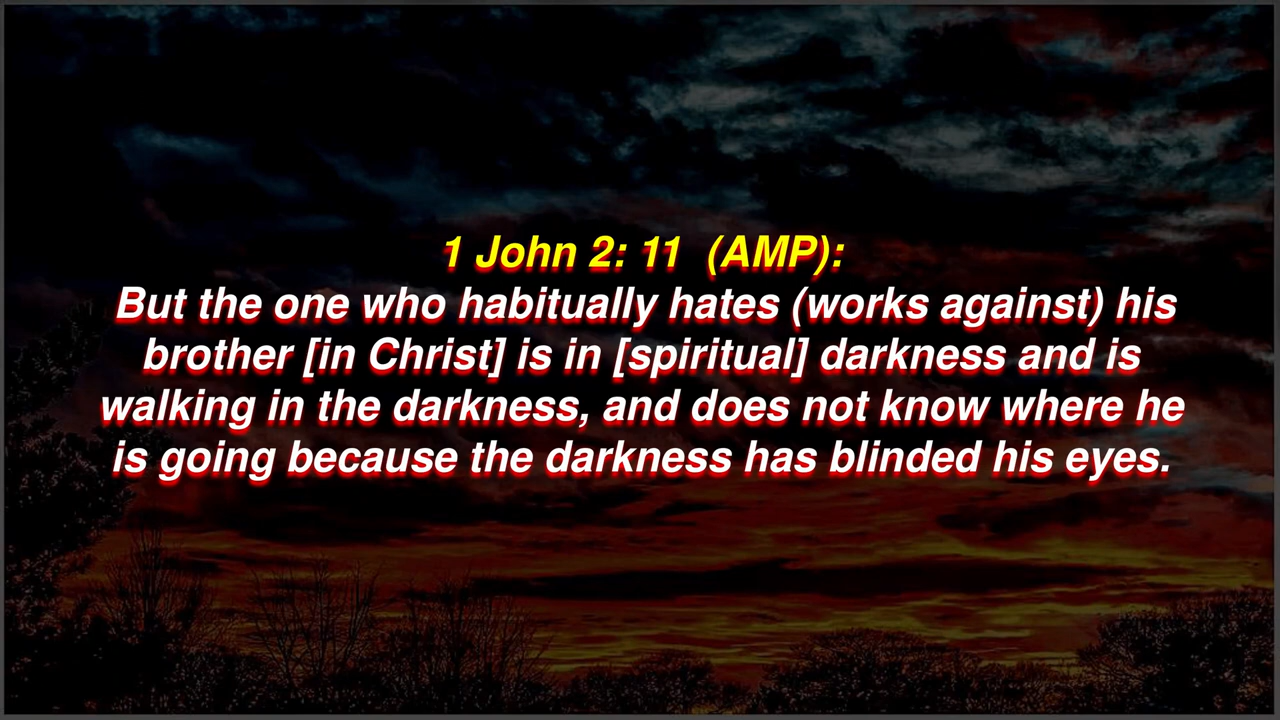 1 John 2: 11  (AMP):
But the one who habitually hates (works against) his
brother [in Christ] is in [spiritual] darkness and is
walking in the darkness, and does not know where he
is going because the darkness has blinded his eyes.